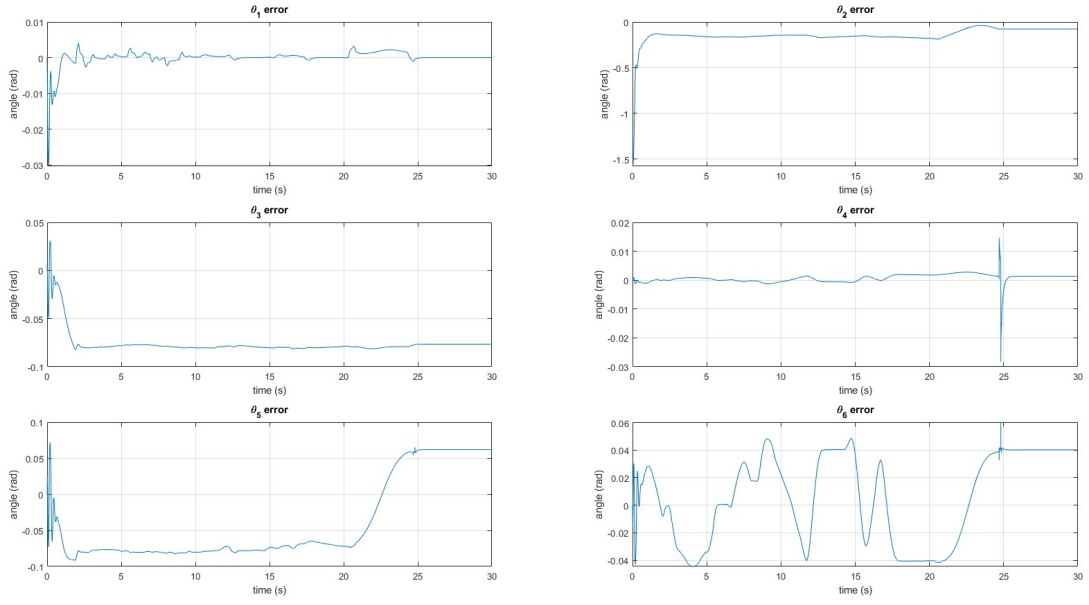 θ1 error
0.01
0
-0.01
-0.02
-0.03
angle (rad)
0 5 10 15 20 25 30
time (s)
θ2 error
0
-0.5
-1
-1.5
angle (rad)
0 5 10 15 20 25 30
time (s)
θ3 error
0.05
0
-0.05
-0.1
angle (rad)
0 5 10 15 20 25 30
time (s)
θ4 error
0.02
0.01
0
-0.01
-0.02
-0.03
angle (rad)
0 5 10 15 20 25 30
time (s)
θ5 error
0.1
0.05
0
-0.05
-0.1
angle (rad)
0 5 10 15 20 25 30
time (s)
θ6 error
0.06
0.04
0.02
0
-0.02
-0.04
angle (rad)
0 5 10 15 20 25 30
time (s)